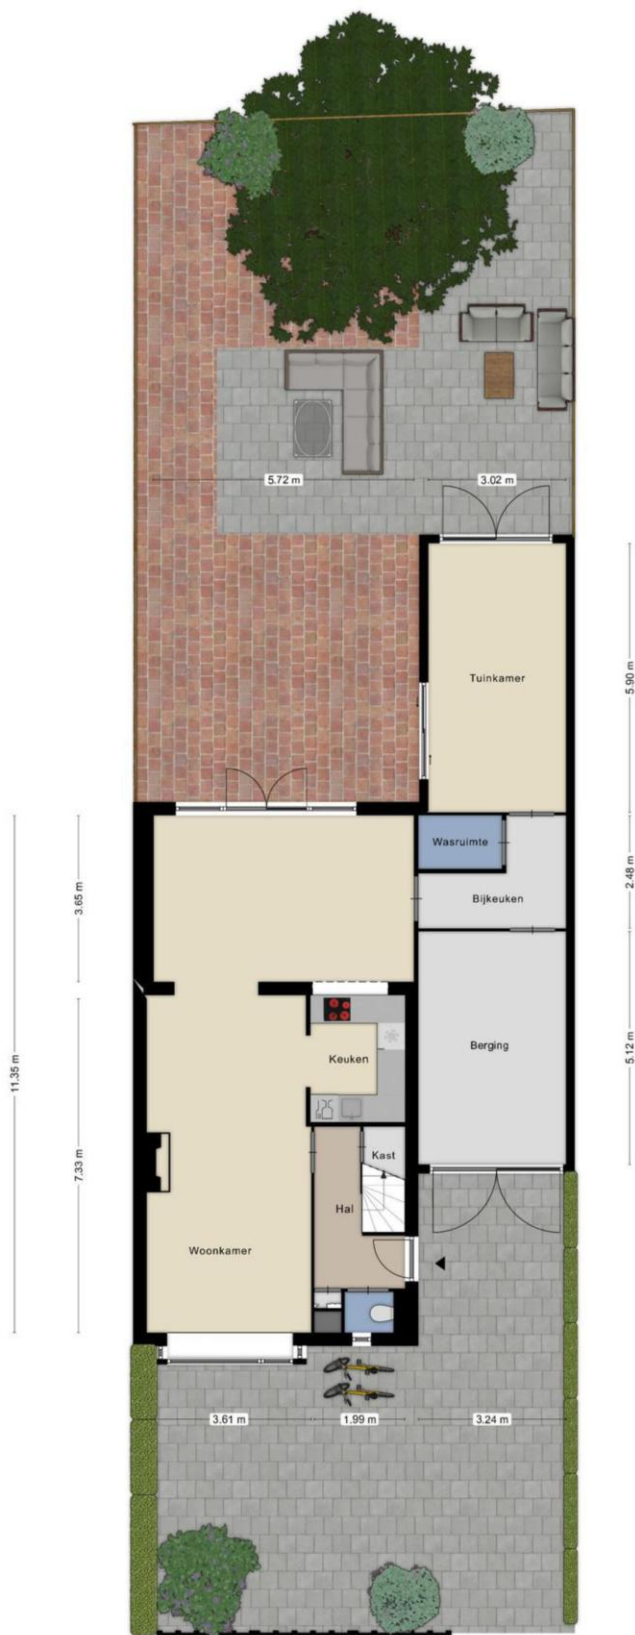 5.72 m
3.02 m
Tuinkamer
5.90 m
Wasruimte
3.65 m
2.48 m
Bijkeuken
Berging
Keuken
11.35 m
5.12 m
Kast
7.33 m
Hal
Woonkamer
3.61 m
1.99 m
3.24 m